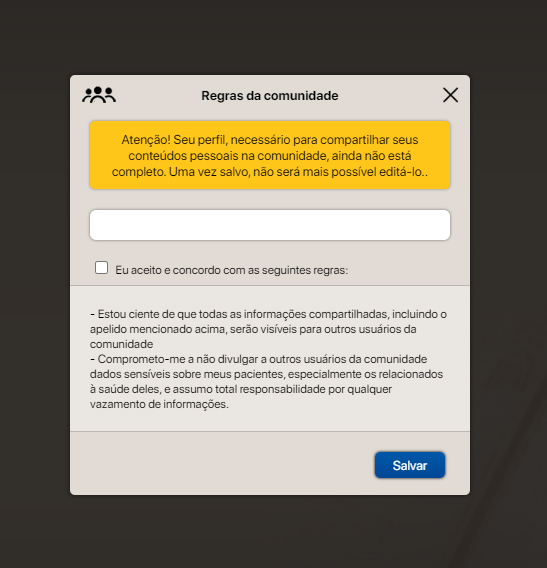 Regras da comunidade
Atenção! Seu perfil, necessário para compartilhar seus
conteúdos pessoais na comunidade, ainda não está
completo. Uma vez salvo, não será mais possível editá-lo..
Eu aceito e concordo com as seguintes regras:
- Estou ciente de que todas as informações compartilhadas, incluindo o
apelido mencionado acima, serão visíveis para outros usuários da
comunidade
- Comprometo-me a não divulgar a outros usuários da comunidade
dados sensíveis sobre meus pacientes, especialmente os relacionados
à saúde deles, e assumo total responsabilidade por qualquer
vazamento de informações.
Salvar